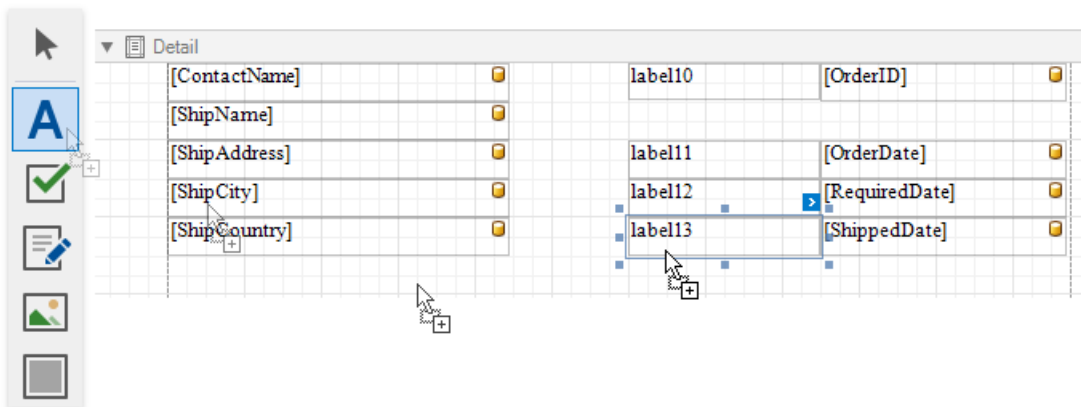 Detail
[ContactName] label10 [OrderID]
[ShipName]
[ShipAddress] label11 [OrderDate]
[ShipCity] label12 [RequiredDate]
[ShipCountry] label13 [ShippedDate]
A